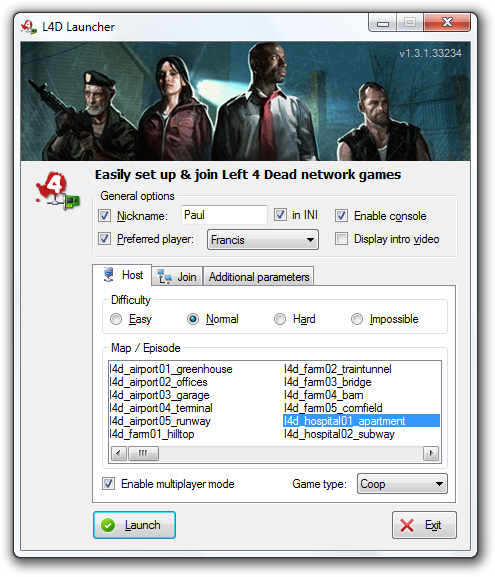 L4D Launcher
v1.3.1.33234
4
Easily set up & join Left 4 Dead network games
General options
Nickname: Paul in INI Enable console
Preferred player: Francis Display intro video
Host Join Additional parameters
Difficulty
Easy Normal Hard Impossible
Map / Episode
l4d_airport01_greenhouse l4d_farm02_traintunnel
l4d_airport02_offices l4d_farm03_bridge
l4d_airport03_garage l4d_farm04_barn
l4d_airport04_terminal l4d_farm05_cornfield
l4d_airport05_runway l4d_hospital01_apartment
l4d_farm01_hilltop l4d_hospital02_subway
Enable multiplayer mode Game type: Coop
Launch Exit